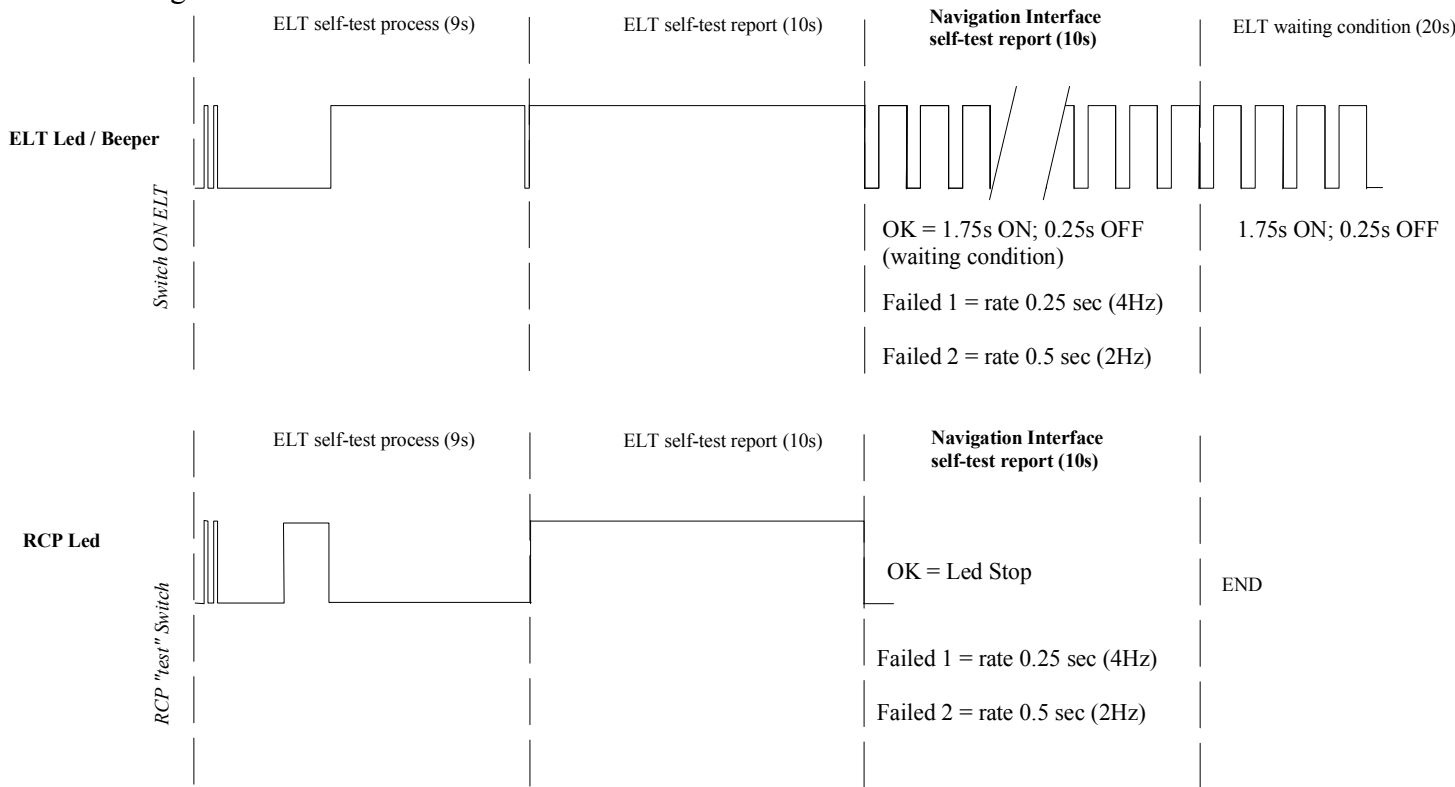 ELT self-test process (9s)
ELT self-test report (10s)
Navigation Interface
self-test report (10s)
ELT waiting condition (20s)
ELT Led / Beeper
Switch ON ELT
OK = 1.75s ON; 0.25s OFF
(waiting condition)
1.75s ON; 0.25s OFF
Failed 1 = rate 0.25 sec (4Hz)
Failed 2 = rate 0.5 sec (2Hz)
ELT self-test process (9s)
ELT self-test report (10s)
Navigation Interface
self-test report (10s)
RCP Led
RCP "test" Switch
OK = Led Stop
END
Failed 1 = rate 0.25 sec (4Hz)
Failed 2 = rate 0.5 sec (2Hz)